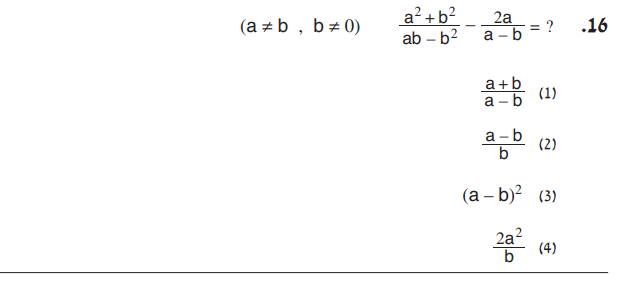 .16 (a²+b²)/(ab – b²) – 2a/(a – b) = ? (a ≠ b , b ≠ 0)
(1) (a+b)/(a – b)
(2) (a – b)/b
(3) (a – b)²
(4) 2a²/b